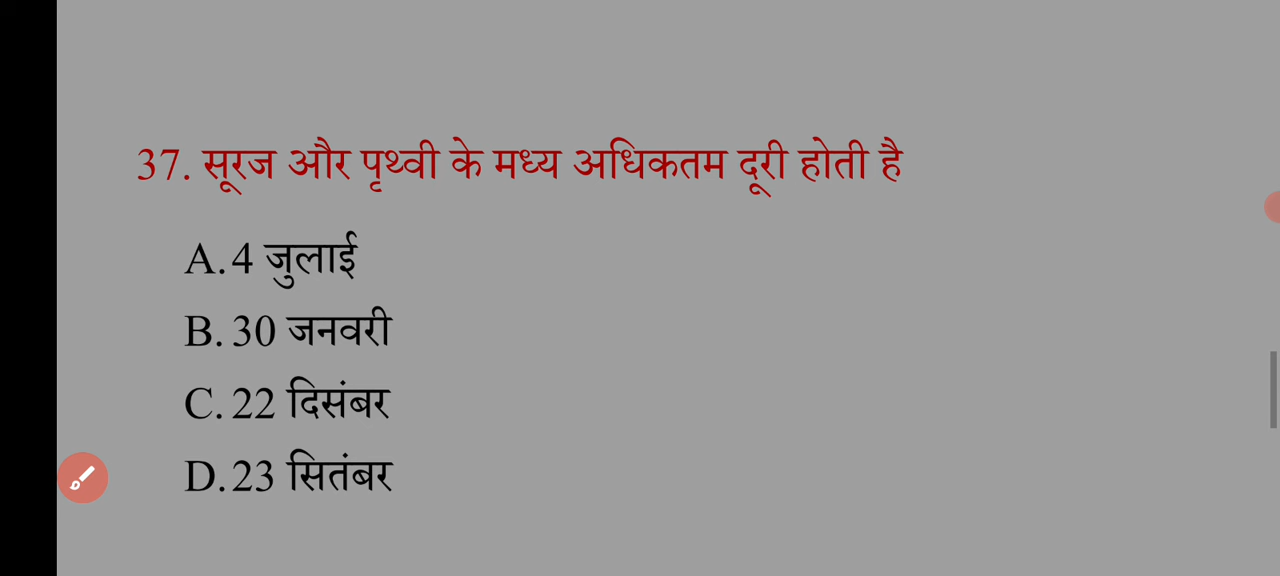 37. सूरज और पृथ्वी के मध्य अधिकतम दूरी होती है
A. 4 जुलाई
B. 30 जनवरी
C. 22 दिसंबर
D. 23 सितंबर